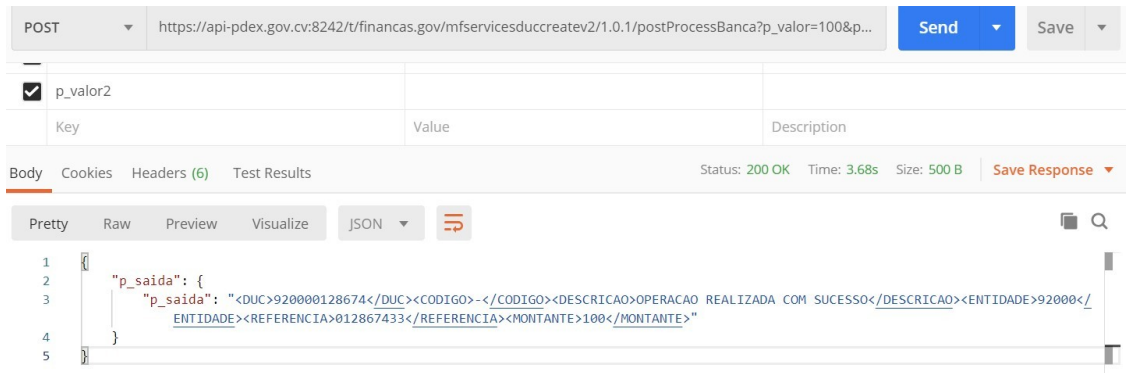 POST https://api-pdex.gov.cv:8242/t/financas.gov/mfservicesduccreatev2/1.0.1/postProcessBanca?p_valor=100&p... Send Save
p_valor2
Key Value Description
Body Cookies Headers (6) Test Results Status: 200 OK Time: 3.68s Size: 500 B Save Response
Pretty Raw Preview Visualize JSON
1 {
2 "p_saida": {
3 "p_saida": "<DUC>920000128674</DUC><CODIGO>-</CODIGO><DESCRICAO>OPERACAO REALIZADA COM SUCESSO</DESCRICAO><ENTIDADE>92000</
ENTIDADE><REFERENCIA>012867433</REFERENCIA><MONTANTE>100</MONTANTE>"
4 }
5 }